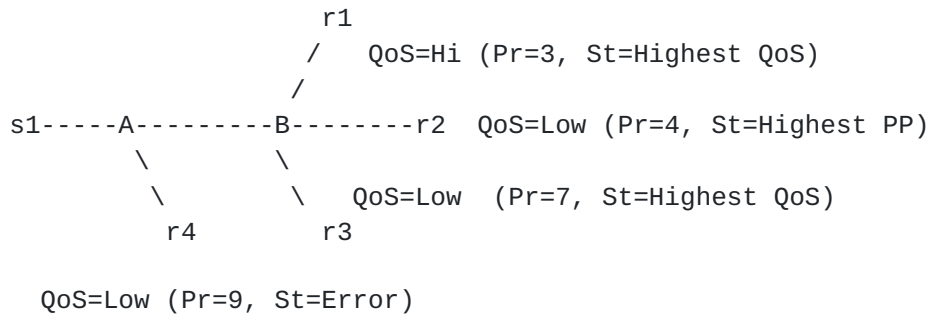 r1
/ QoS=Hi (Pr=3, St=Highest QoS)
/
s1-----A---------B--------r2 QoS=Low (Pr=4, St=Highest PP)
\ \
\ \ QoS=Low (Pr=7, St=Highest QoS)
r4 r3
QoS=Low (Pr=9, St=Error)